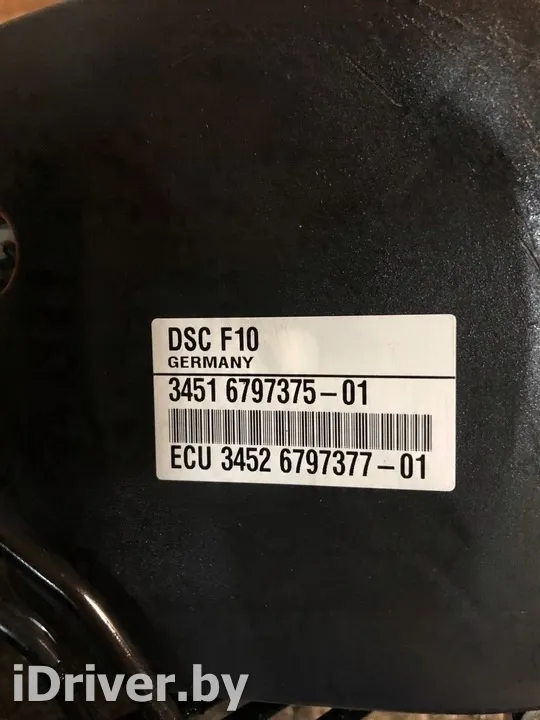 DSC F10
GERMANY
3451 6797375-01
ECU 3452 6797377-01
iDriver.by